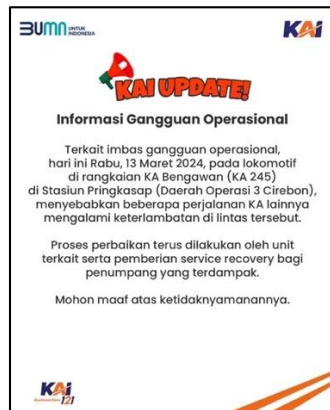 BUMN UNTUK INDONESIA
KAI
KAI UPDATE!
Informasi Gangguan Operasional
Terkait imbas gangguan operasional,
hari ini Rabu, 13 Maret 2024, pada lokomotif
di rangkaian KA Bengawan (KA 245)
di Stasiun Pringkasap (Daerah Operasi 3 Cirebon),
menyebabkan beberapa perjalanan KA lainnya
mengalami keterlambatan di lintas tersebut.
Proses perbaikan terus dilakukan oleh unit
terkait serta pemberian service recovery bagi
penumpang yang terdampak.
Mohon maaf atas ketidaknyamanannya.
KAI
121